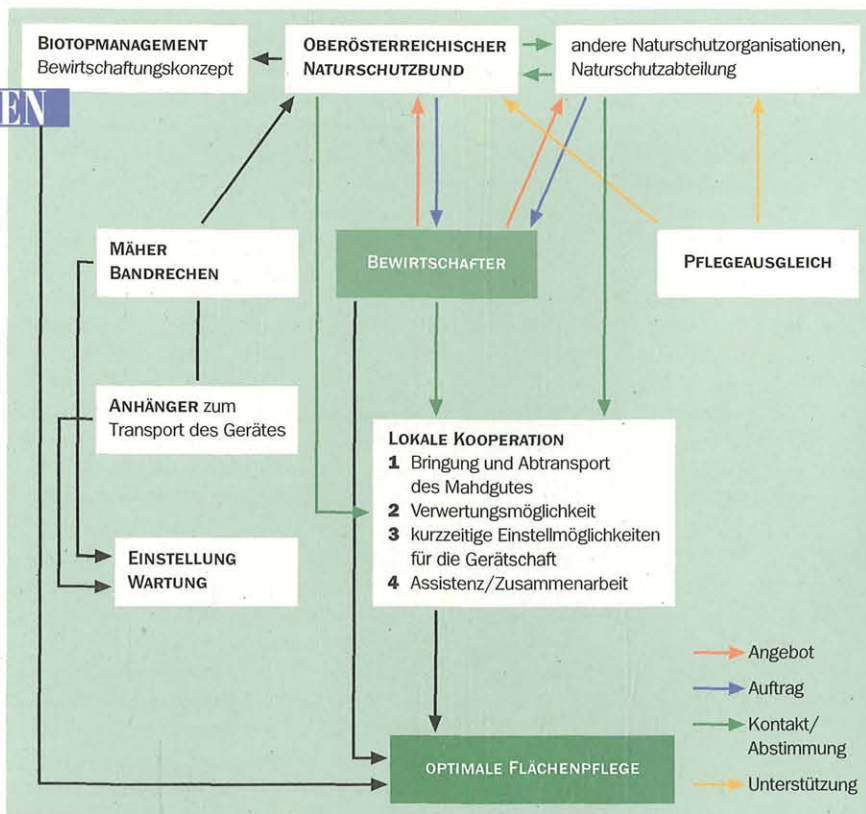 BIOTOPMANAGEMENT
Bewirtschaftungskonzept
OBERÖSTERREICHISCHER
NATURSCHUTZBUND
andere Naturschutzorganisationen,
Naturschutzabteilung
EN
MÄHER
BANDRECHEN
BEWIRTSCHAFTER
PFLEGEAUSGLEICH
ANHÄNGER zum
Transport des Gerätes
LOKALE KOOPERATION
1 Bringung und Abtransport
des Mahdgutes
2 Verwertungsmöglichkeit
3 kurzzeitige Einstellmöglichkeiten
für die Gerätschaft
4 Assistenz/Zusammenarbeit
EINSTELLUNG
WARTUNG
OPTIMALE FLÄCHENPFLEGE
Angebot
Auftrag
Kontakt/
Abstimmung
Unterstützung